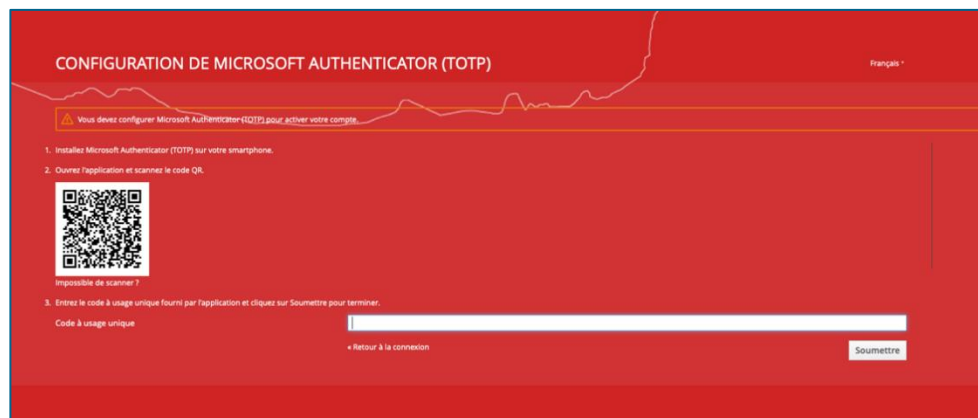 CONFIGURATION DE MICROSOFT AUTHENTICATOR (TOTP)
Français
Vous devez configurer Microsoft Authenticator (TOTP) pour activer votre compte.
1. Installez Microsoft Authenticator (TOTP) sur votre smartphone.
2. Ouvrez l'application et scannez le code QR.
Impossible de scanner ?
3. Entrez le code à usage unique fourni par l'application et cliquez sur Soumettre pour terminer.
Code à usage unique
« Retour à la connexion
Soumettre